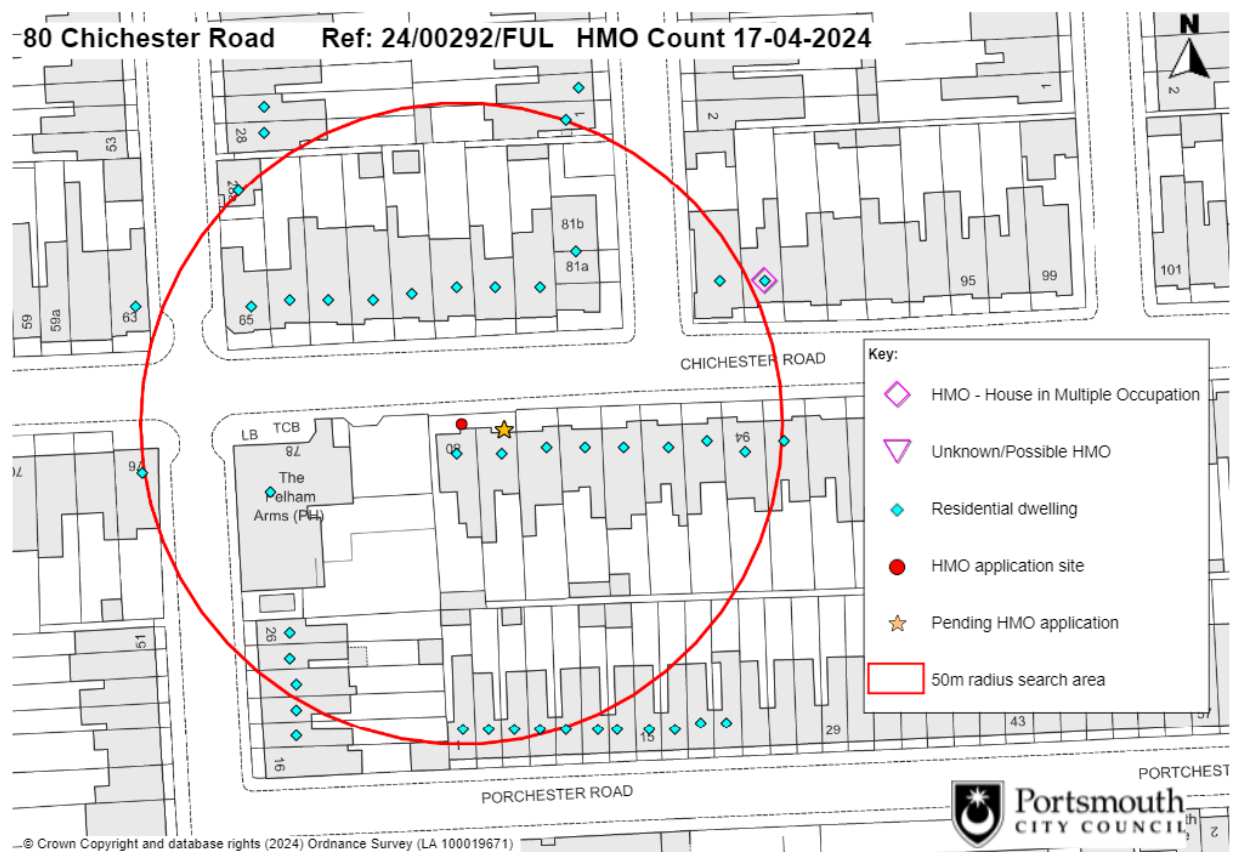 80 Chichester Road Ref: 24/00292/FUL HMO Count 17-04-2024
N
53
28
1
2
1
2
28a
81b
81a
59
59a
63
65
95
99
101
CHICHESTER ROAD
LB
TCB
78
The
Pelham
Arms (PH)
70
76
80
94
Key:
HMO - House in Multiple Occupation
Unknown/Possible HMO
Residential dwelling
HMO application site
Pending HMO application
50m radius search area
51
26
16
1
15
29
43
57
PORCHESTER ROAD
PORTCHEST
Portsmouth
CITY COUNCIL
2
© Crown Copyright and database rights (2024) Ordnance Survey (LA 100019671)